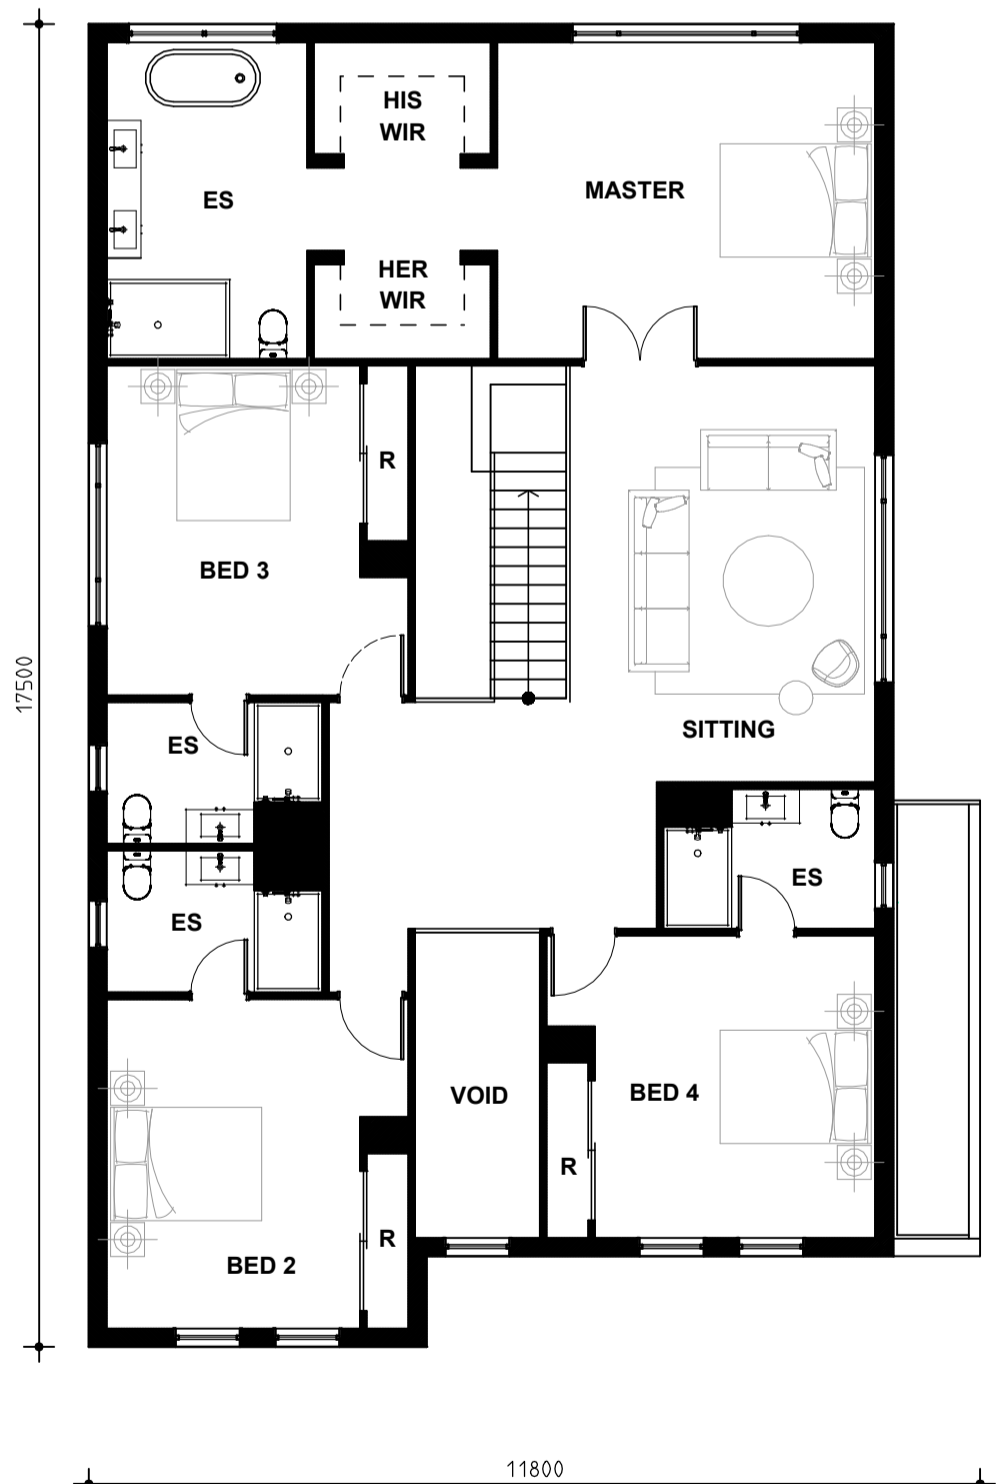 HIS
WIR
ES
MASTER
HER
WIR
R
BED 3
17500
SITTING
ES
ES
ES
VOID
BED 4
R
R
BED 2
11800